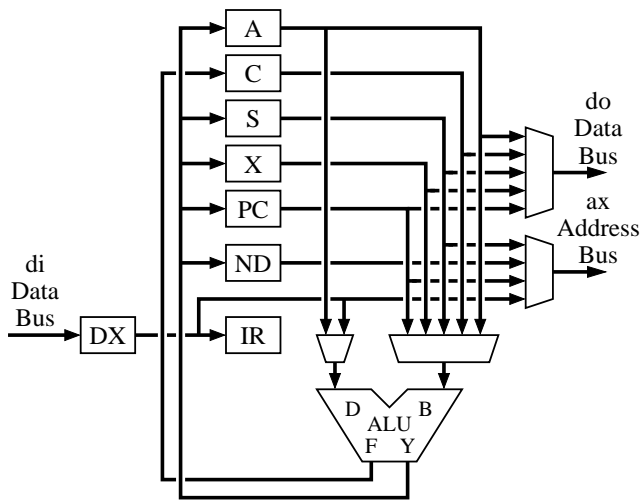 A
C
S
X
PC
ND
IR
DX
di
Data
Bus
do
Data
Bus
ax
Address
Bus
D
B
ALU
F
Y